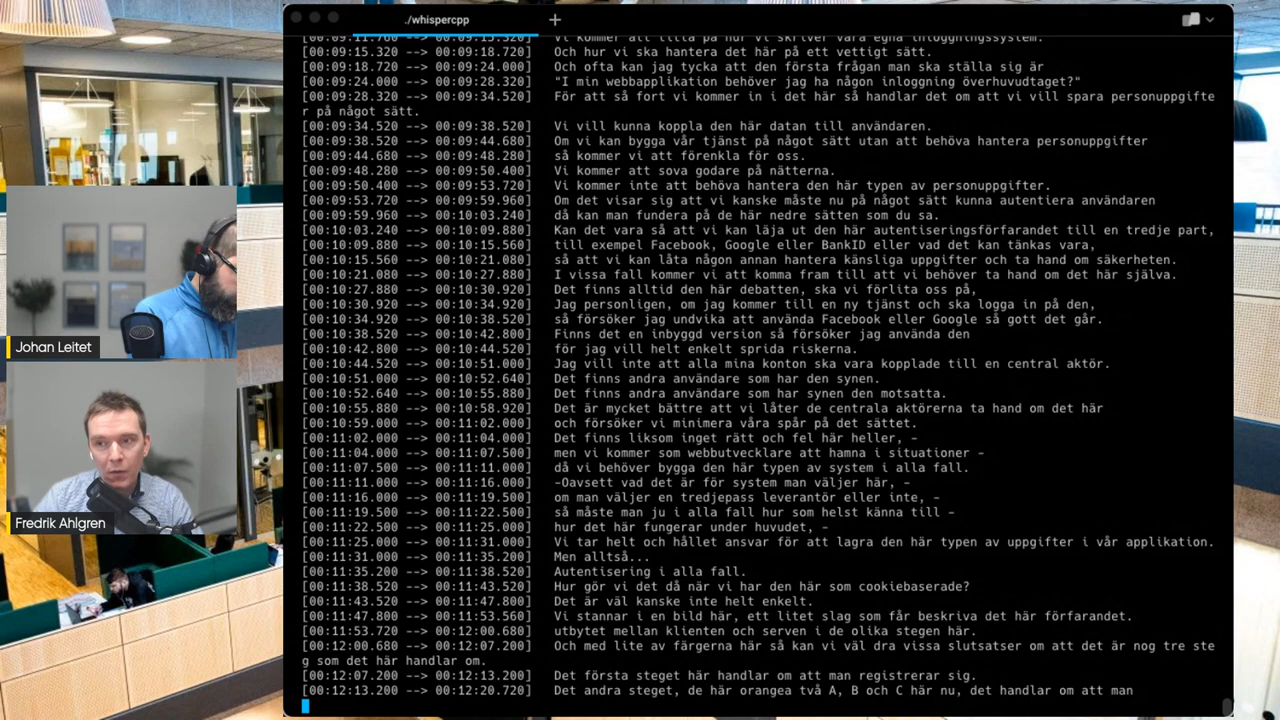 ./whispercpp
[00:09:11.760 --> 00:09:15.320] Vi kommer att titta på hur vi skriver våra egna inloggningssystem.
[00:09:15.320 --> 00:09:18.720] Och hur vi ska hantera det här på ett vettigt sätt.
[00:09:18.720 --> 00:09:24.000] Och ofta kan jag tycka att den första frågan man ska ställa sig är
[00:09:24.000 --> 00:09:28.320] "I min webbapplikation behöver jag ha någon inloggning överhuvudtaget?"
[00:09:28.320 --> 00:09:34.520] För att så fort vi kommer in i det här så handlar det om att vi vill spara personuppgifte
r på något sätt.
[00:09:34.520 --> 00:09:38.520] Vi vill kunna koppla den här datan till användaren.
[00:09:38.520 --> 00:09:44.680] Om vi kan bygga vår tjänst på något sätt utan att behöva hantera personuppgifter
[00:09:44.680 --> 00:09:48.280] så kommer vi att förenkla för oss.
[00:09:48.280 --> 00:09:50.400] Vi kommer att sova godare på nätterna.
[00:09:50.400 --> 00:09:53.720] Vi kommer inte att behöva hantera den här typen av personuppgifter.
[00:09:53.720 --> 00:09:59.960] Om det visar sig att vi kanske måste nu på något sätt kunna autentiera användaren
[00:09:59.960 --> 00:10:03.240] då kan man fundera på de här nedre sätten som du sa.
[00:10:03.240 --> 00:10:09.880] Kan det vara så att vi kan läja ut den här autentiseringsförfarandet till en tredje part,
[00:10:09.880 --> 00:10:15.560] till exempel Facebook, Google eller BankID eller vad det kan tänkas vara,
[00:10:15.560 --> 00:10:21.080] så att vi kan låta någon annan hantera känsliga uppgifter och ta hand om säkerheten.
[00:10:21.080 --> 00:10:27.880] I vissa fall kommer vi att komma fram till att vi behöver ta hand om det här själva.
[00:10:27.880 --> 00:10:30.920] Det finns alltid den här debatten, ska vi förlita oss på,
[00:10:30.920 --> 00:10:34.920] Jag personligen, om jag kommer till en ny tjänst och ska logga in på den,
[00:10:34.920 --> 00:10:38.520] så försöker jag undvika att använda Facebook eller Google så gott det går.
[00:10:38.520 --> 00:10:42.800] Finns det en inbyggd version så försöker jag använda den
[00:10:42.800 --> 00:10:44.520] för jag vill helt enkelt sprida riskerna.
[00:10:44.520 --> 00:10:51.000] Jag vill inte att alla mina konton ska vara kopplade till en central aktör.
[00:10:51.000 --> 00:10:52.640] Det finns andra användare som har den synen.
[00:10:52.640 --> 00:10:55.880] Det finns andra användare som har synen den motsatta.
[00:10:55.880 --> 00:10:58.920] Det är mycket bättre att vi låter de centrala aktörerna ta hand om det här
[00:10:59.000 --> 00:11:02.000] och försöker vi minimera våra spår på det sättet.
[00:11:02.000 --> 00:11:04.000] Det finns liksom inget rätt och fel här heller, -
[00:11:04.000 --> 00:11:07.500] men vi kommer som webbutvecklare att hamna i situationer -
[00:11:07.500 --> 00:11:11.000] då vi behöver bygga den här typen av system i alla fall.
[00:11:11.000 --> 00:11:16.000] -Oavsett vad det är för system man väljer här, -
[00:11:16.000 --> 00:11:19.500] om man väljer en tredjepass leverantör eller inte, -
[00:11:19.500 --> 00:11:22.500] så måste man ju i alla fall hur som helst känna till -
[00:11:22.500 --> 00:11:25.000] hur det här fungerar under huvudet, -
[00:11:25.000 --> 00:11:31.000] Vi tar helt och hållet ansvar för att lagra den här typen av uppgifter i vår applikation.
[00:11:31.000 --> 00:11:35.200] Men alltså...
[00:11:35.200 --> 00:11:38.520] Autentisering i alla fall.
[00:11:38.520 --> 00:11:43.520] Hur gör vi det då när vi har den här som cookiebaserade?
[00:11:43.520 --> 00:11:47.800] Det är väl kanske inte helt enkelt.
[00:11:47.800 --> 00:11:53.560] Vi stannar i en bild här, ett litet slag som får beskriva det här förfarandet.
[00:11:53.720 --> 00:12:00.680] utbytet mellan klienten och serven i de olika stegen här.
[00:12:00.680 --> 00:12:07.200] Och med lite av färgerna här så kan vi väl dra vissa slutsatser om att det är nog tre ste
g som det här handlar om.
[00:12:07.200 --> 00:12:13.200] Det första steget här handlar om att man registrerar sig.
[00:12:13.200 --> 00:12:20.720] Det andra steget, de här orangea två A, B och C här nu, det handlar om att man
Johan Leitet
Fredrik Ahlgren